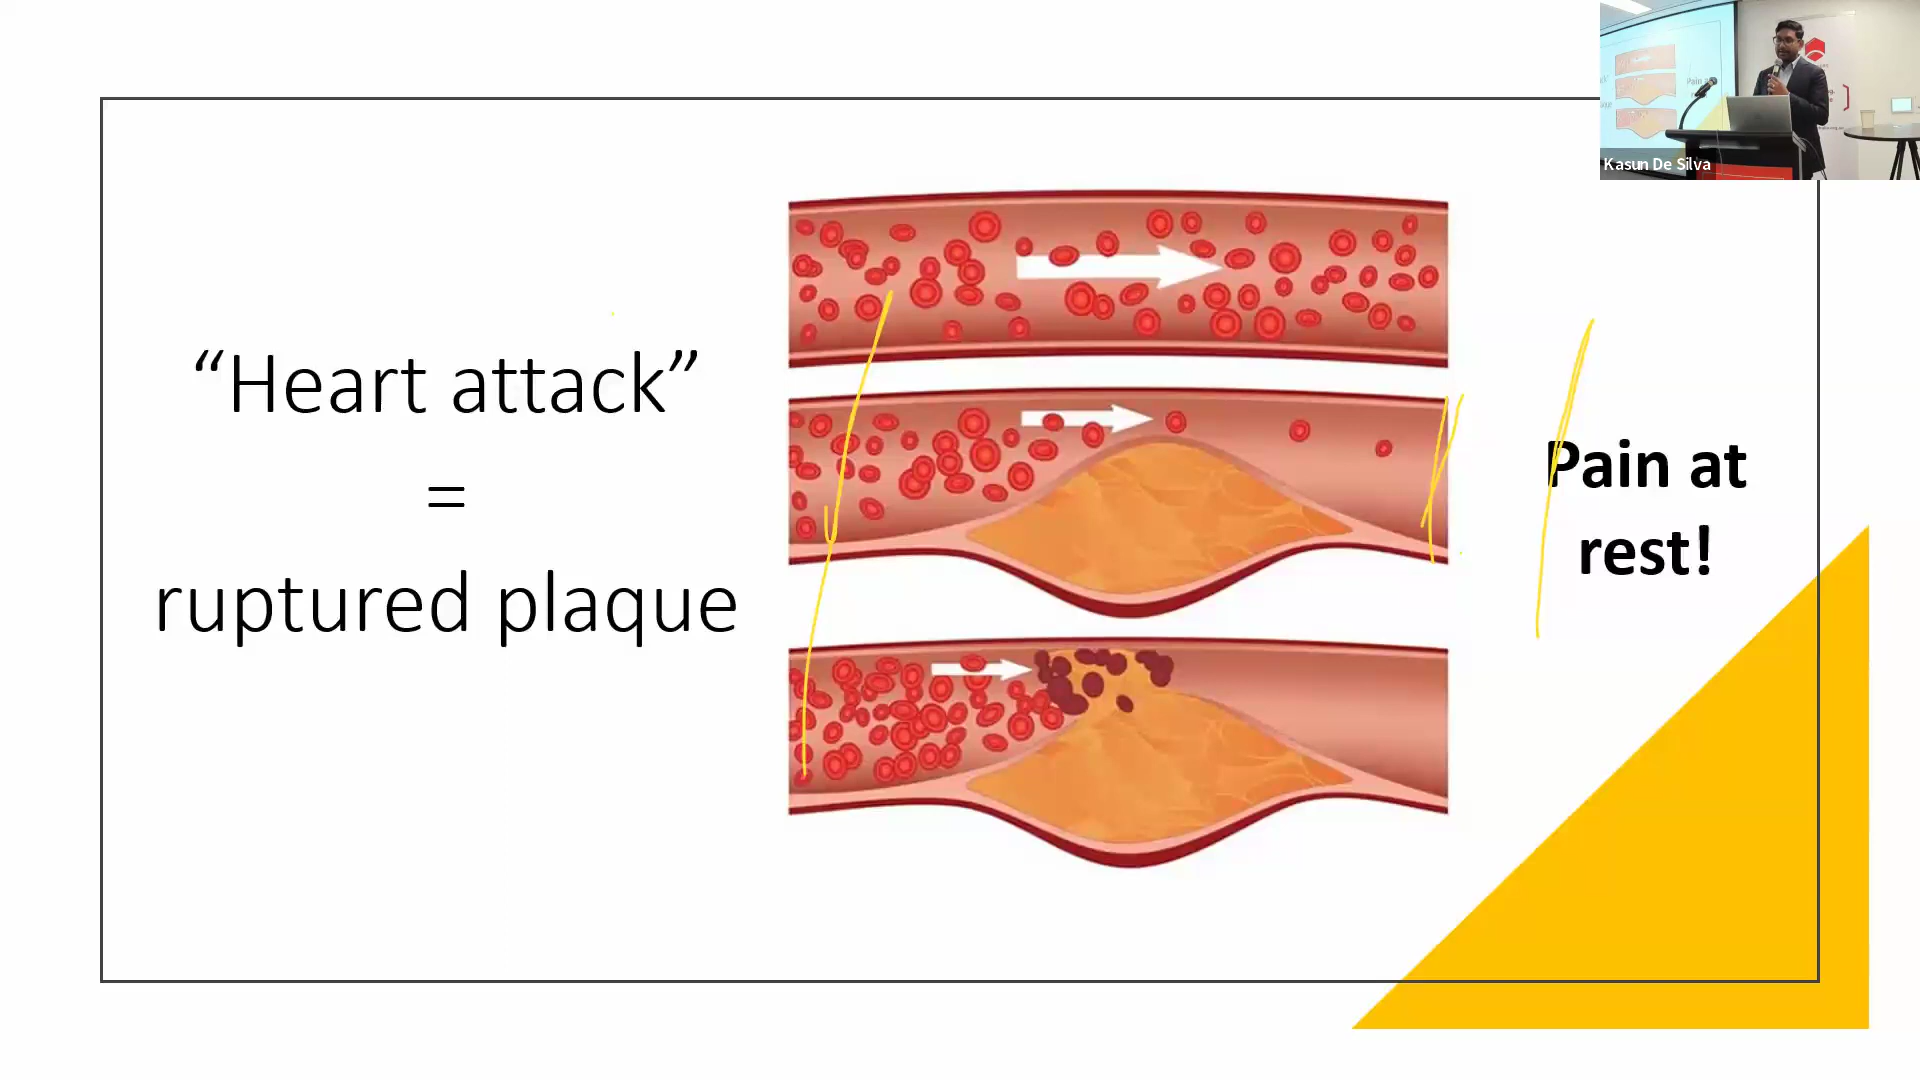 “Heart attack”
=
ruptured plaque
Pain at
rest!
Kasun De Silva